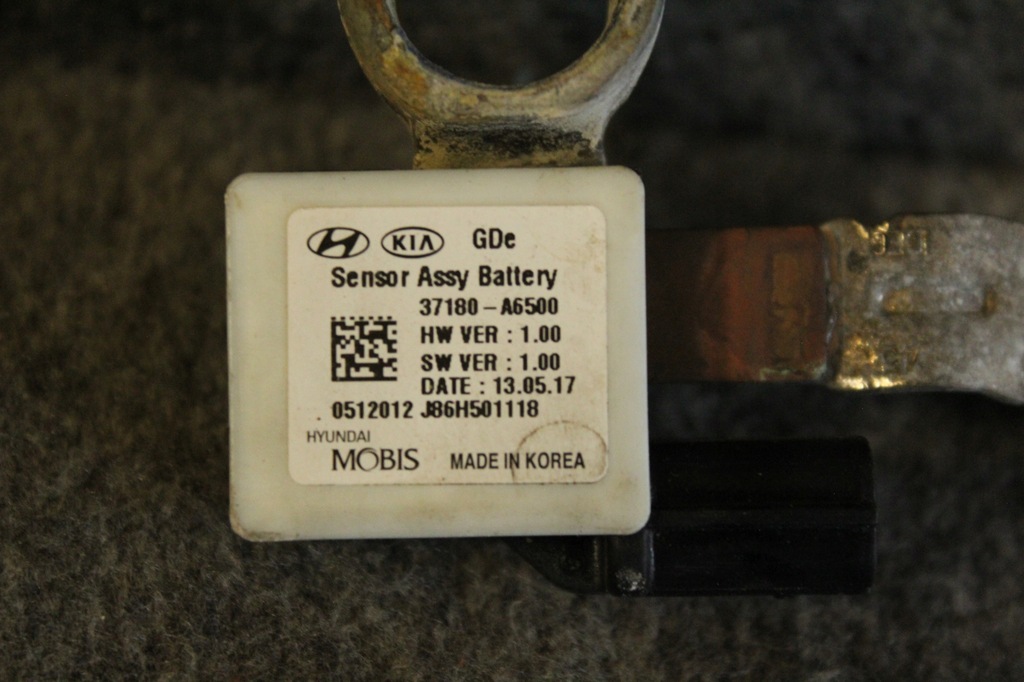 KIA GDe
Sensor Assy Battery
37180-A6500
HW VER : 1.00
SW VER : 1.00
DATE : 13.05.17
0512012 J86H501118
HYUNDAI
MOBIS MADE IN KOREA